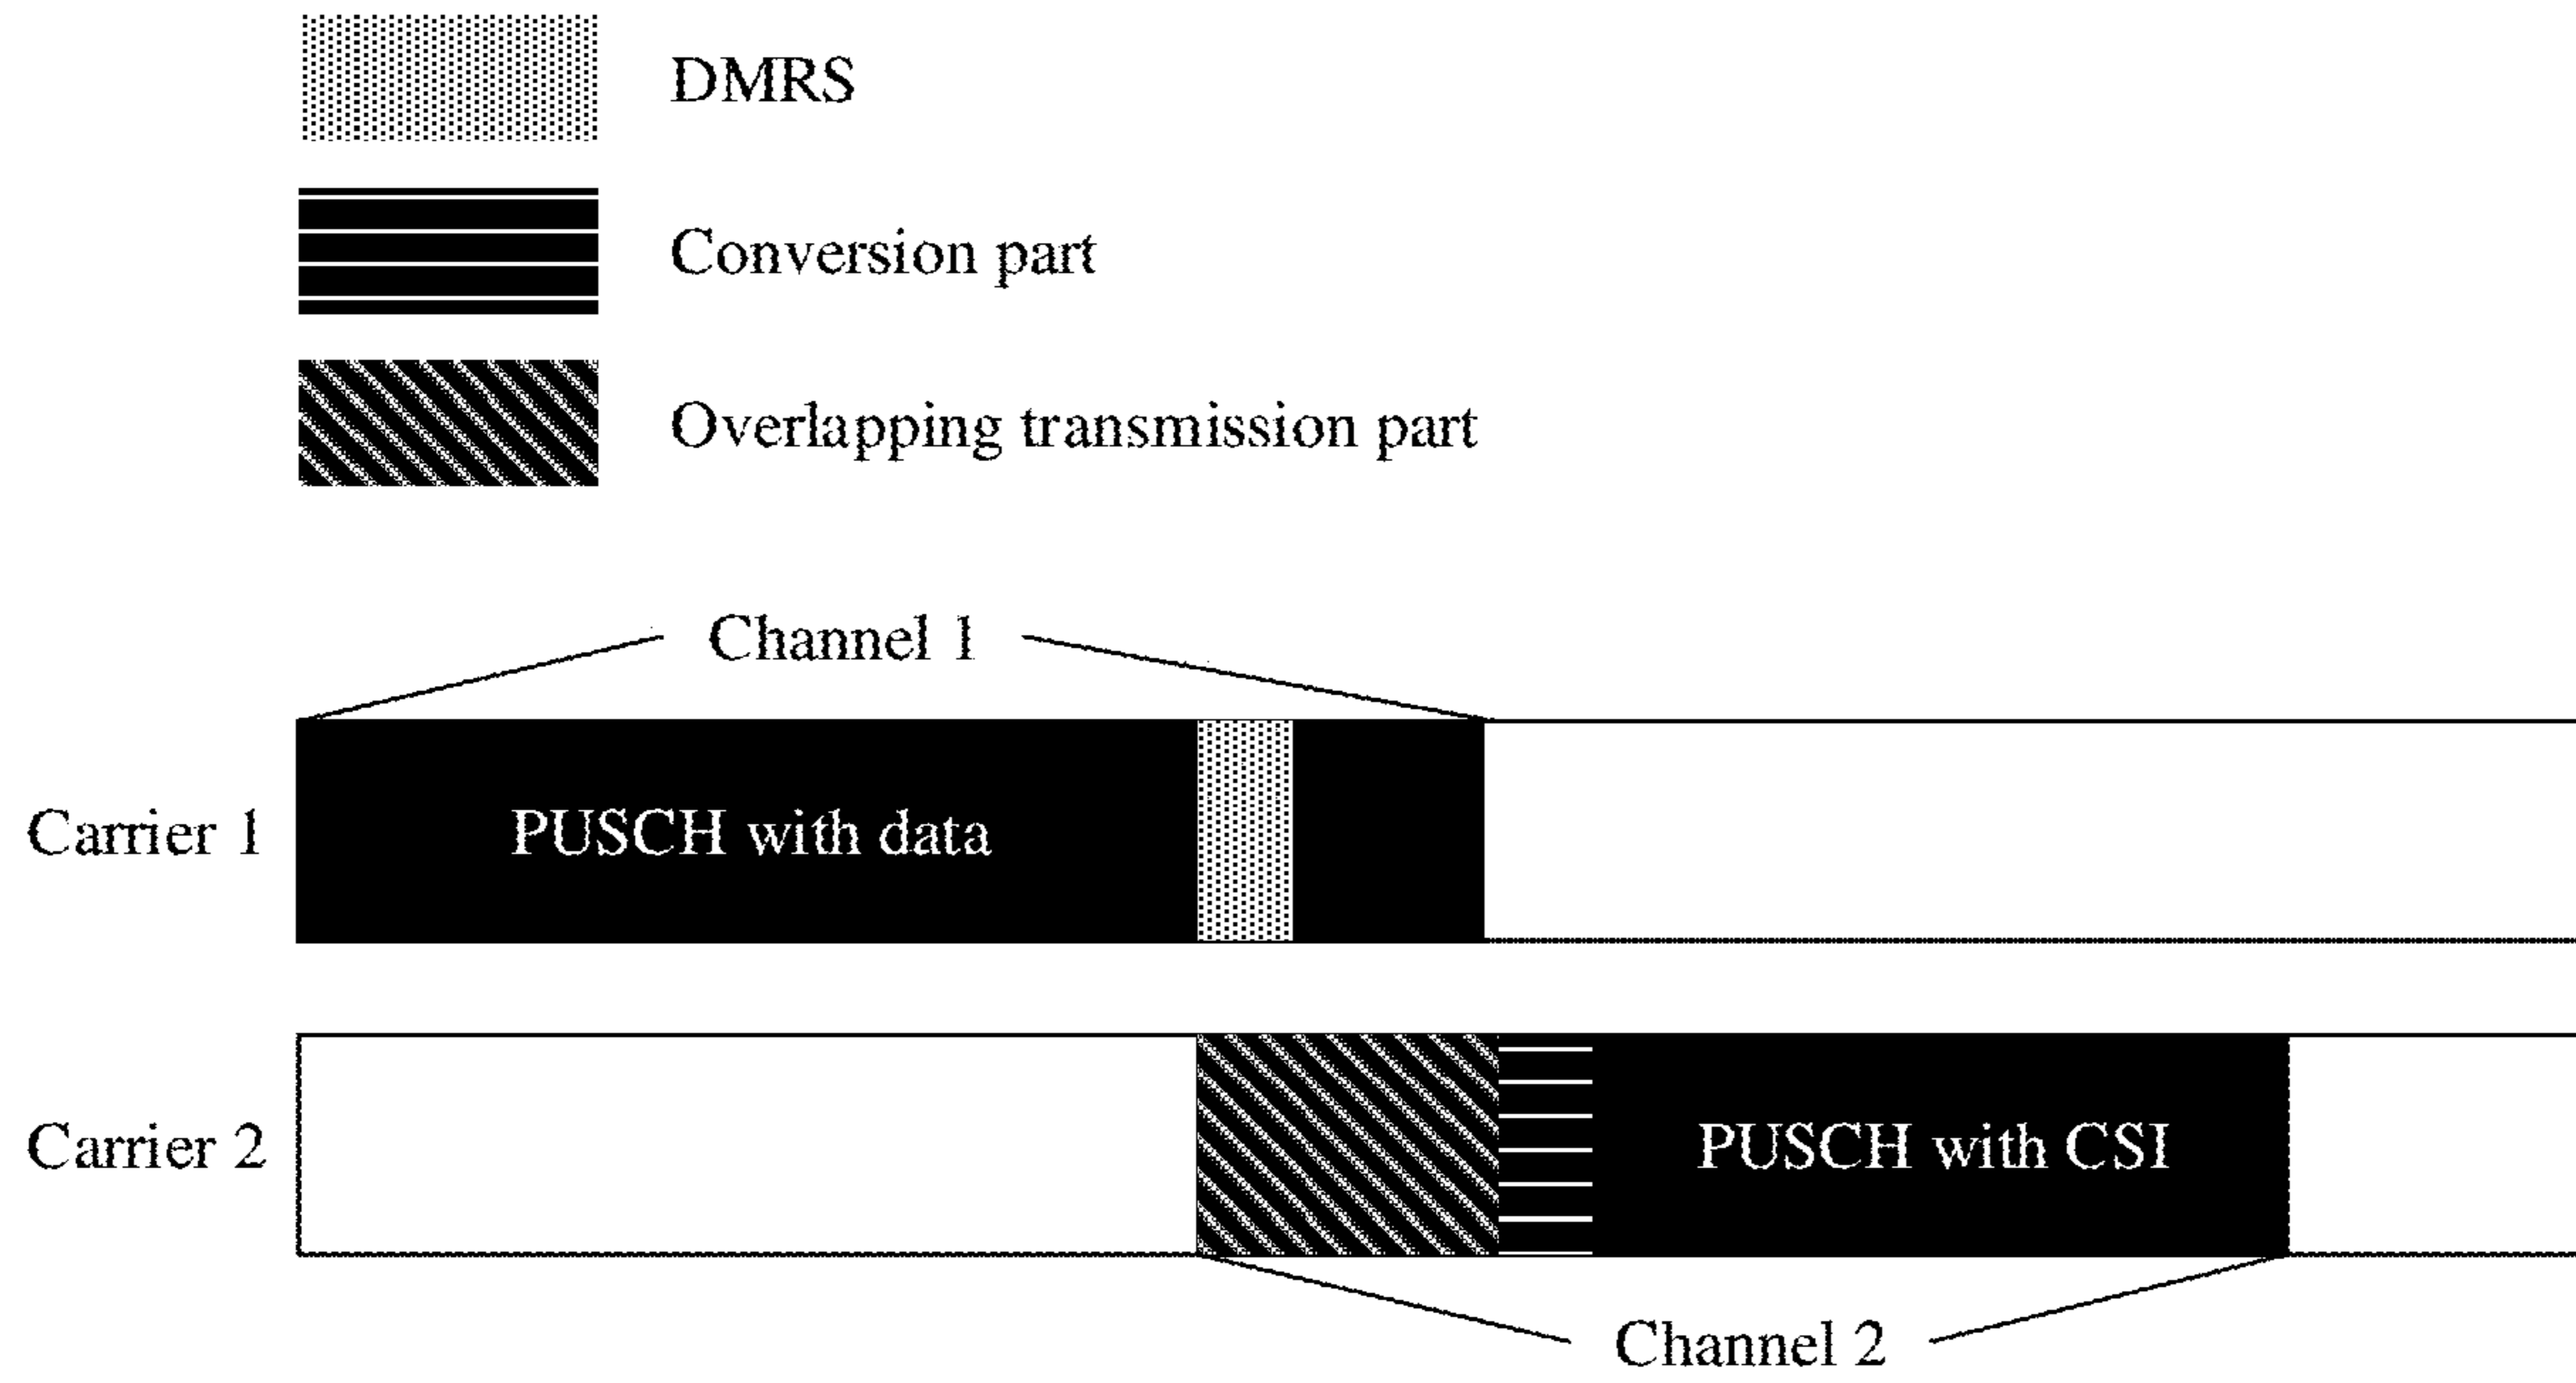 DMRS
Conversion part
Overlapping transmission part
Channel 1
Carrier 1
PUSCH with data
Carrier 2
PUSCH with CSI
Channel 2